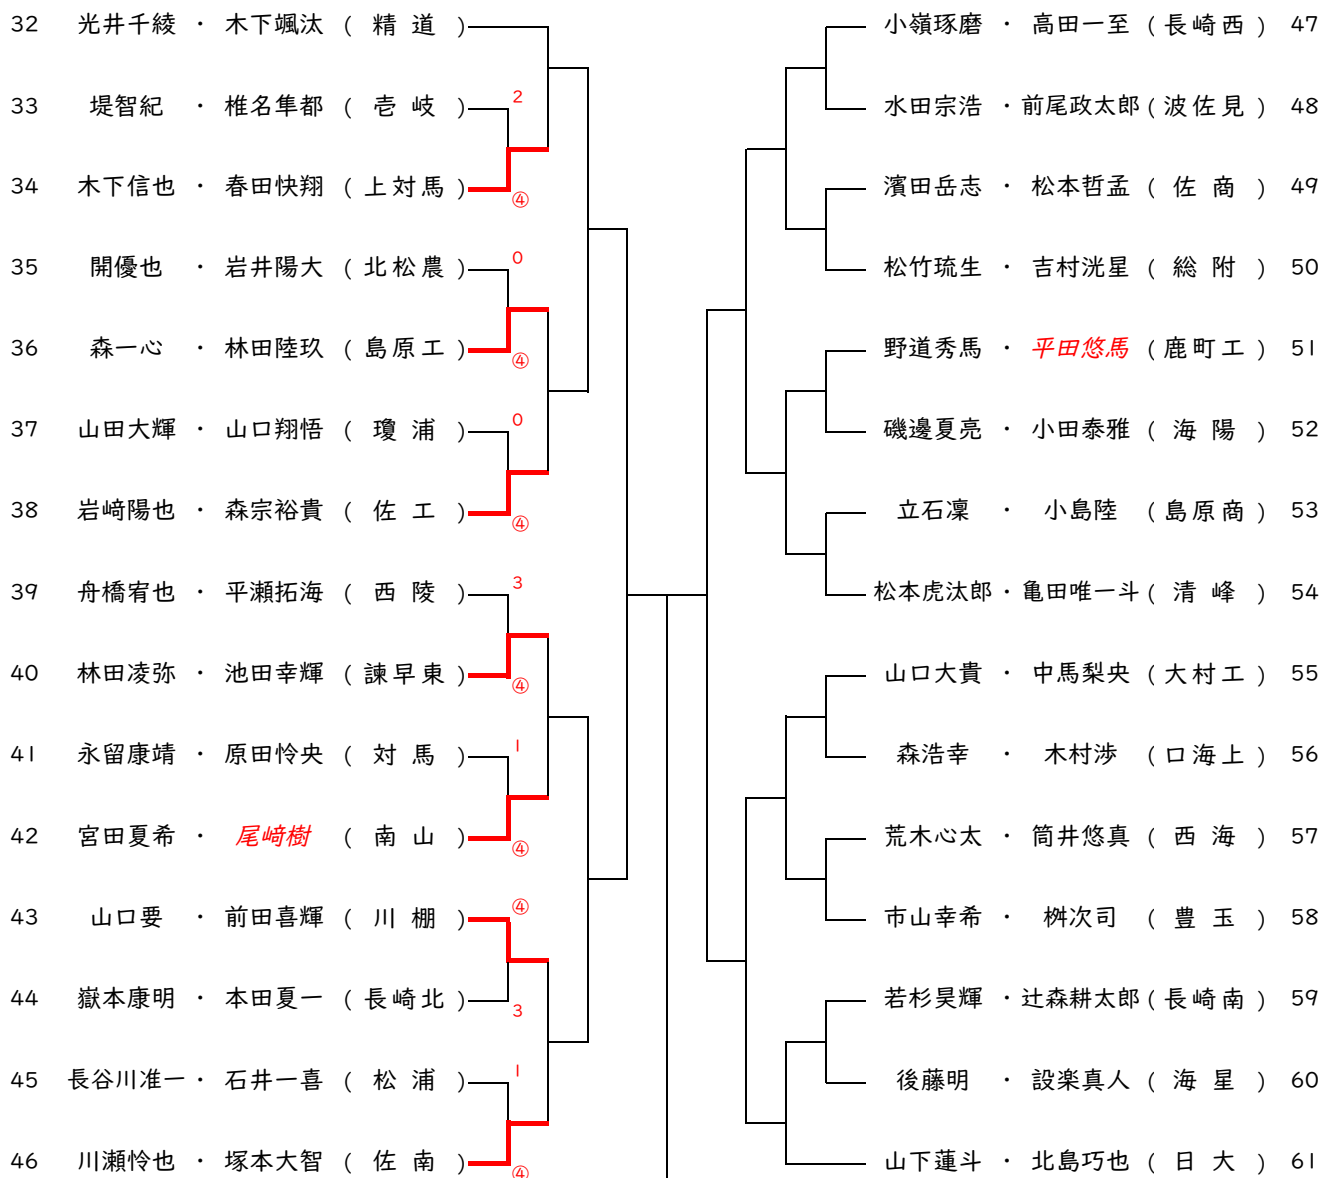 32 光井千綾 ・ 木下颯汰 ( 精 道 )
2
33 堤智紀 ・ 椎名隼都 ( 壱 岐 )
34 木下信也 ・ 春田快翔 ( 上対馬 )
④
0
35 開優也 ・ 岩井陽大 ( 北松農 )
36 森一心 ・ 林田陸玖 ( 島原工 )
④
0
37 山田大輝 ・ 山口翔悟 ( 瓊 浦 )
38 岩﨑陽也 ・ 森宗裕貴 ( 佐 工 )
④
3
39 舟橋宥也 ・ 平瀬拓海 ( 西 陵 )
40 林田凌弥 ・ 池田幸輝 ( 諫早東 )
④
1
41 永留康靖 ・ 原田怜央 ( 対 馬 )
42 宮田夏希 ・ 尾﨑樹 ( 南 山 )
④
④
43 山口要 ・ 前田喜輝 ( 川 棚 )
44 嶽本康明 ・ 本田夏一 ( 長崎北 )
3
1
45 長谷川准一 ・ 石井一喜 ( 松 浦 )
46 川瀬怜也 ・ 塚本大智 ( 佐 南 )
④
小嶺琢磨 ・ 高田一至 ( 長崎西 ) 47
水田宗浩 ・ 前尾政太郎 ( 波佐見 ) 48
濱田岳志 ・ 松本哲孟 ( 佐 商 ) 49
松竹琉生 ・ 吉村洸星 ( 総 附 ) 50
野道秀馬 ・ 平田悠馬 ( 鹿町工 ) 51
磯邊夏亮 ・ 小田泰雅 ( 海 陽 ) 52
立石凜 ・ 小島陸 ( 島原商 ) 53
松本虎汰郎 ・ 亀田唯一斗 ( 清 峰 ) 54
山口大貴 ・ 中馬梨央 ( 大村工 ) 55
森浩幸 ・ 木村渉 ( 口海上 ) 56
荒木心太 ・ 筒井悠真 ( 西 海 ) 57
市山幸希 ・ 桝次司 ( 豊 玉 ) 58
若杉昊輝 ・ 辻森耕太郎 ( 長崎南 ) 59
後藤明 ・ 設楽真人 ( 海 星 ) 60
山下蓮斗 ・ 北島巧也 ( 日 大 ) 61